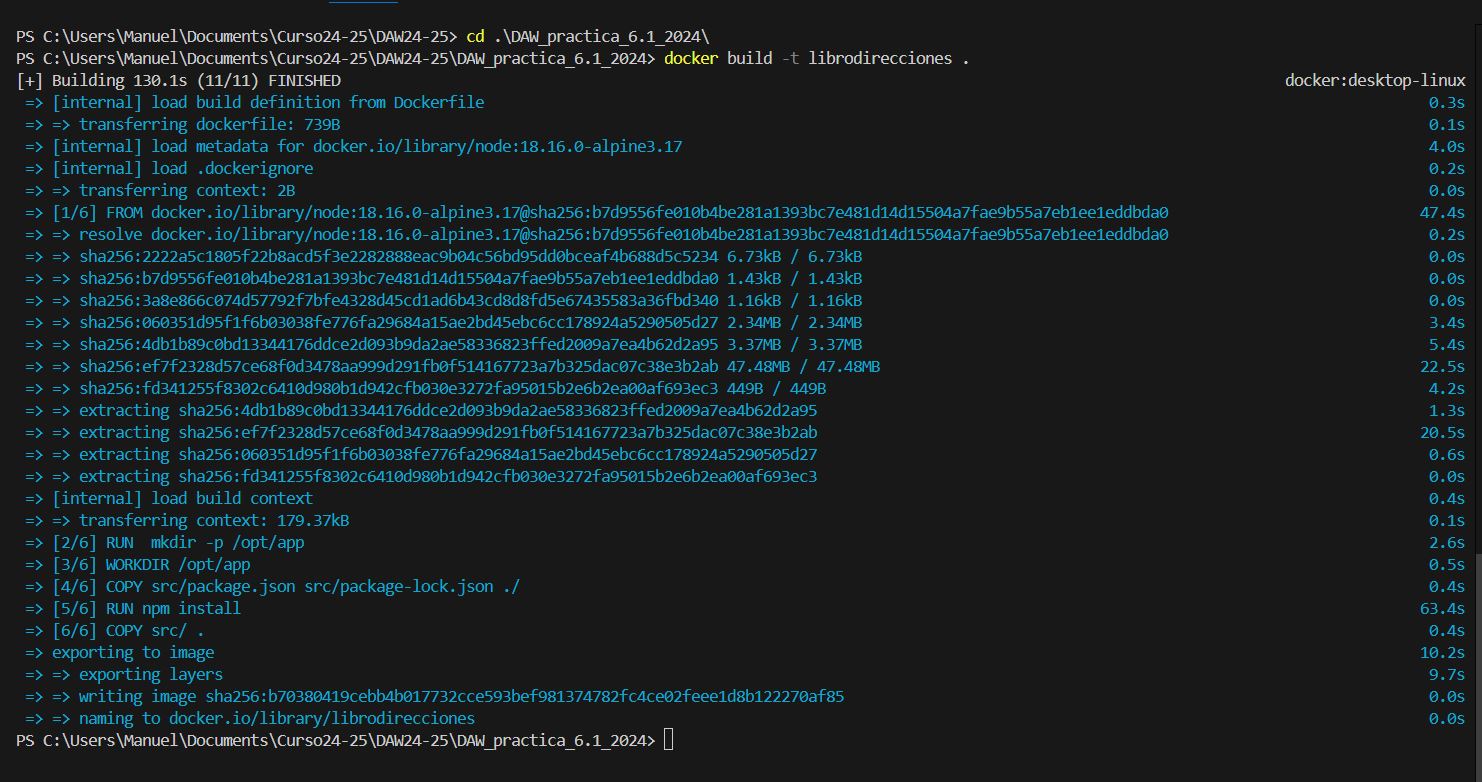 PS C:\Users\Manuel\Documents\Curso24-25\DAW24-25> cd .\DAW_practica_6.1_2024\
PS C:\Users\Manuel\Documents\Curso24-25\DAW24-25\DAW_practica_6.1_2024> docker build -t librodirecciones .
[+] Building 130.1s (11/11) FINISHED docker:desktop-linux
=> [internal] load build definition from Dockerfile 0.3s
=> => transferring dockerfile: 739B 0.1s
=> [internal] load metadata for docker.io/library/node:18.16.0-alpine3.17 4.0s
=> [internal] load .dockerignore 0.2s
=> => transferring context: 2B 0.0s
=> [1/6] FROM docker.io/library/node:18.16.0-alpine3.17@sha256:b7d9556fe010b4be281a1393bc7e481d14d15504a7fae9b55a7eb1ee1eddbda0 47.4s
=> => resolve docker.io/library/node:18.16.0-alpine3.17@sha256:b7d9556fe010b4be281a1393bc7e481d14d15504a7fae9b55a7eb1ee1eddbda0 0.2s
=> => sha256:2222a5c1805f22b8acd5f3e2282888eac9b04c56bd95dd0bceaf4b688d5c5234 6.73kB / 6.73kB 0.0s
=> => sha256:b7d9556fe010b4be281a1393bc7e481d14d15504a7fae9b55a7eb1ee1eddbda0 1.43kB / 1.43kB 0.0s
=> => sha256:3a8e866c074d57792f7bfe4328d45cd1ad6b43cd8d8fd5e67435583a36fbd340 1.16kB / 1.16kB 0.0s
=> => sha256:060351d95f1f6b03038fe776fa29684a15ae2bd45ebc6cc178924a5290505d27 2.34MB / 2.34MB 3.4s
=> => sha256:4db1b89c0bd13344176ddce2d093b9da2ae58336823ffed2009a7ea4b62d2a95 3.37MB / 3.37MB 5.4s
=> => sha256:ef7f2328d57ce68f0d3478aa999d291fb0f514167723a7b325dac07c38e3b2ab 47.48MB / 47.48MB 22.5s
=> => sha256:fd341255f8302c6410d980b1d942cfb030e3272fa95015b2e6b2ea00af693ec3 449B / 449B 4.2s
=> => extracting sha256:4db1b89c0bd13344176ddce2d093b9da2ae58336823ffed2009a7ea4b62d2a95 1.3s
=> => extracting sha256:ef7f2328d57ce68f0d3478aa999d291fb0f514167723a7b325dac07c38e3b2ab 20.5s
=> => extracting sha256:060351d95f1f6b03038fe776fa29684a15ae2bd45ebc6cc178924a5290505d27 0.6s
=> => extracting sha256:fd341255f8302c6410d980b1d942cfb030e3272fa95015b2e6b2ea00af693ec3 0.0s
=> [internal] load build context 0.4s
=> => transferring context: 179.37kB 0.1s
=> [2/6] RUN  mkdir -p /opt/app 2.6s
=> [3/6] WORKDIR /opt/app 0.5s
=> [4/6] COPY src/package.json src/package-lock.json ./ 0.4s
=> [5/6] RUN npm install 63.4s
=> [6/6] COPY src/ . 0.4s
=> exporting to image 10.2s
=> => exporting layers 9.7s
=> => writing image sha256:b70380419cebb4b017732cce593bef981374782fc4ce02feee1d8b122270af85 0.0s
=> => naming to docker.io/library/librodirecciones 0.0s
PS C:\Users\Manuel\Documents\Curso24-25\DAW24-25\DAW_practica_6.1_2024>